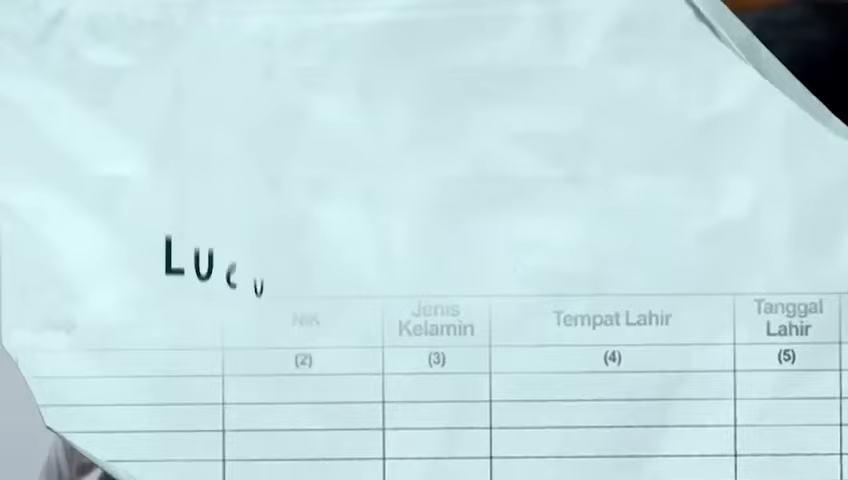 Lucu
NIK
Jenis Kelamin
Tempat Lahir
Tanggal Lahir
(2) (3) (4) (5)